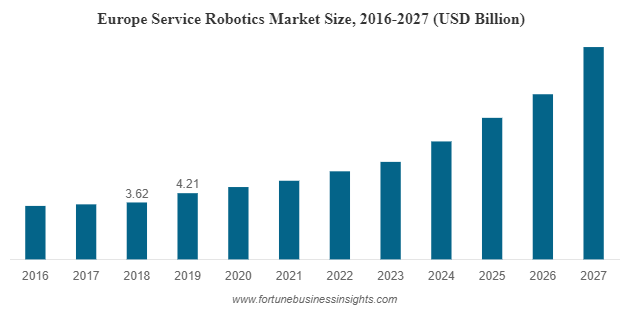 Europe Service Robotics Market Size, 2016-2027 (USD Billion)
3.62
4.21
2016 2017 2018 2019 2020 2021 2022 2023 2024 2025 2026 2027
www.fortunebusinessinsights.com